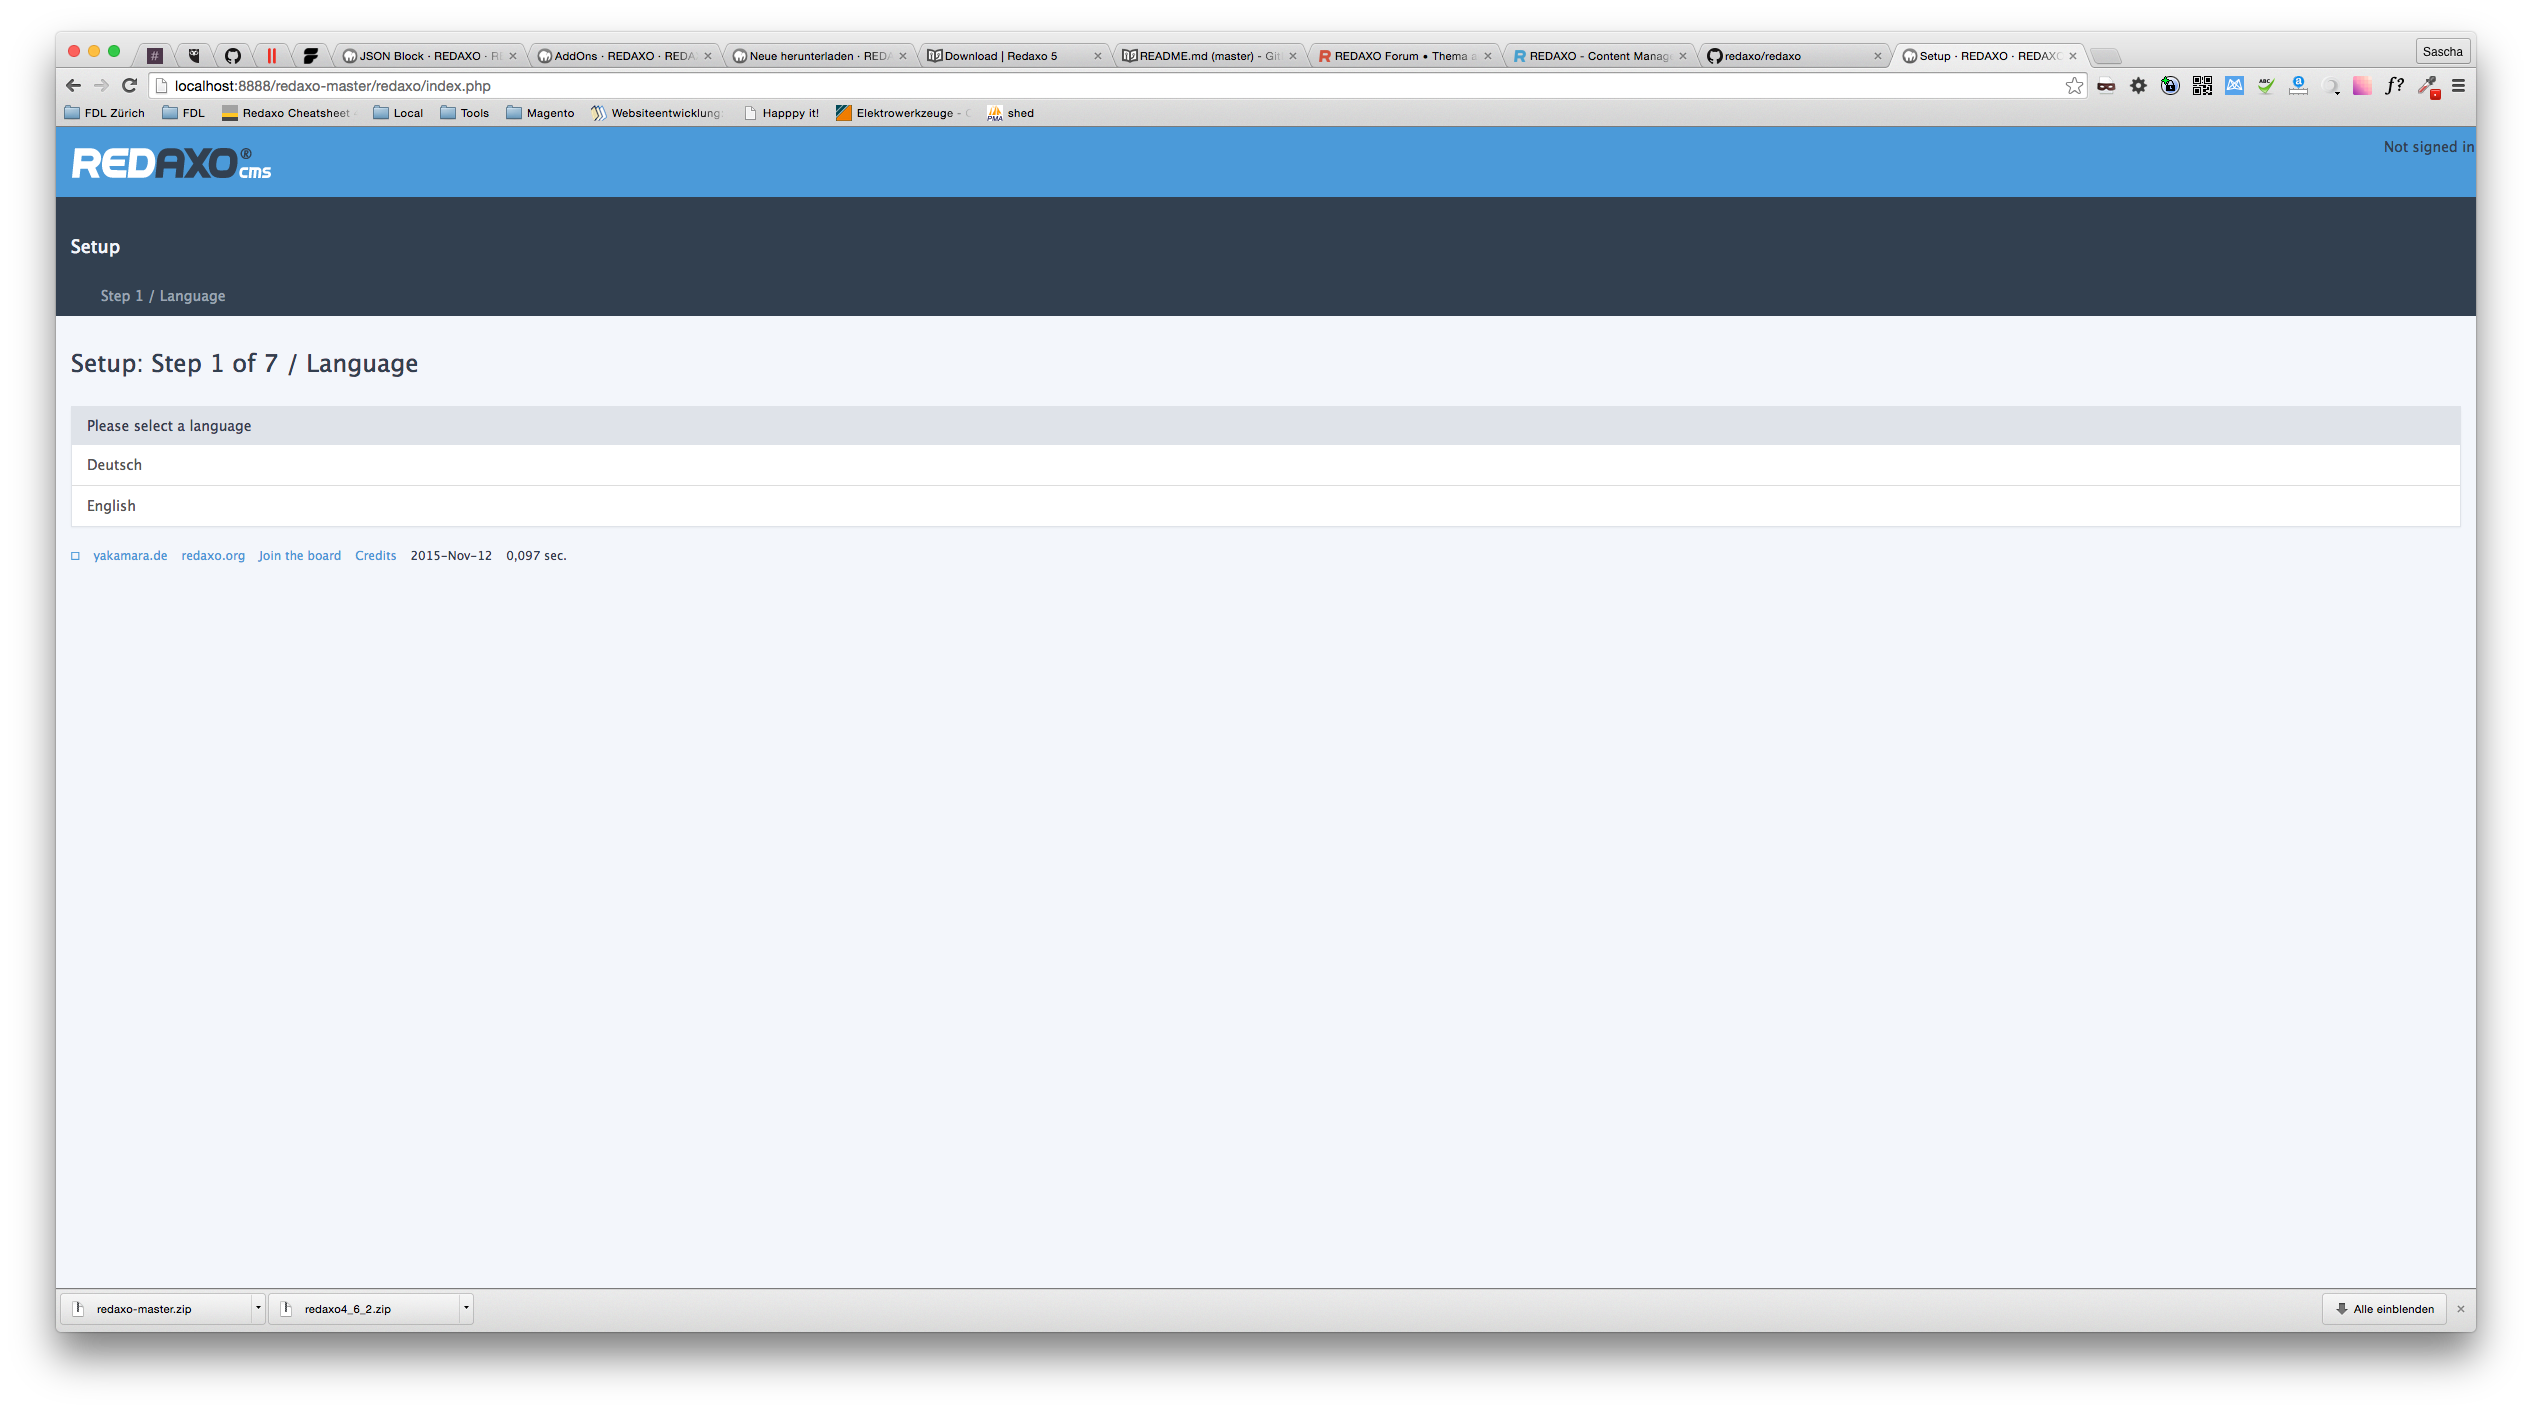 JSON Block · REDAXO · RE
AddOns · REDAXO · REDA
Neue herunterladen · REDA
Download | Redaxo 5
README.md (master) - Git
REDAXO Forum • Thema a
REDAXO - Content Manag
redaxo/redaxo
Setup · REDAXO · REDAXO
Sascha
localhost:8888/redaxo-master/redaxo/index.php
FDL Zürich
FDL
Redaxo Cheatsheet
Local
Tools
Magento
Websiteentwicklung:
Happpy it!
Elektrowerkzeuge -
shed
REDAXO® cms
Not signed in
Setup
Step 1 / Language
Setup: Step 1 of 7 / Language
Please select a language
Deutsch
English
yakamara.de redaxo.org Join the board Credits 2015-Nov-12 0,097 sec.
redaxo-master.zip
redaxo4_6_2.zip
Alle einblenden